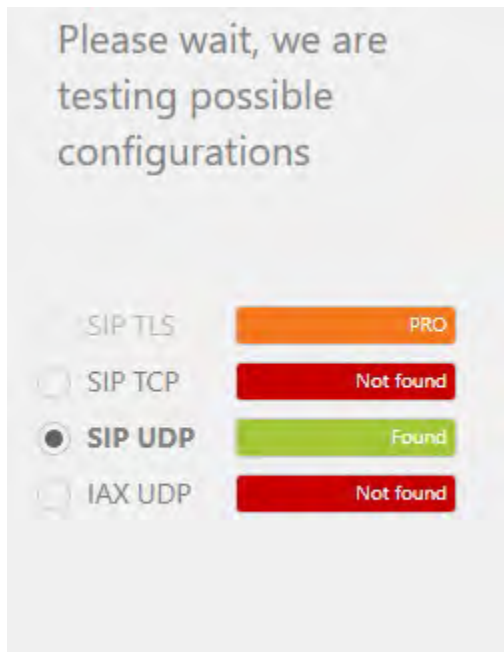 Please wait, we are
testing possible
configurations
SIP TLS PRO
SIP TCP Not found
SIP UDP Found
IAX UDP Not found